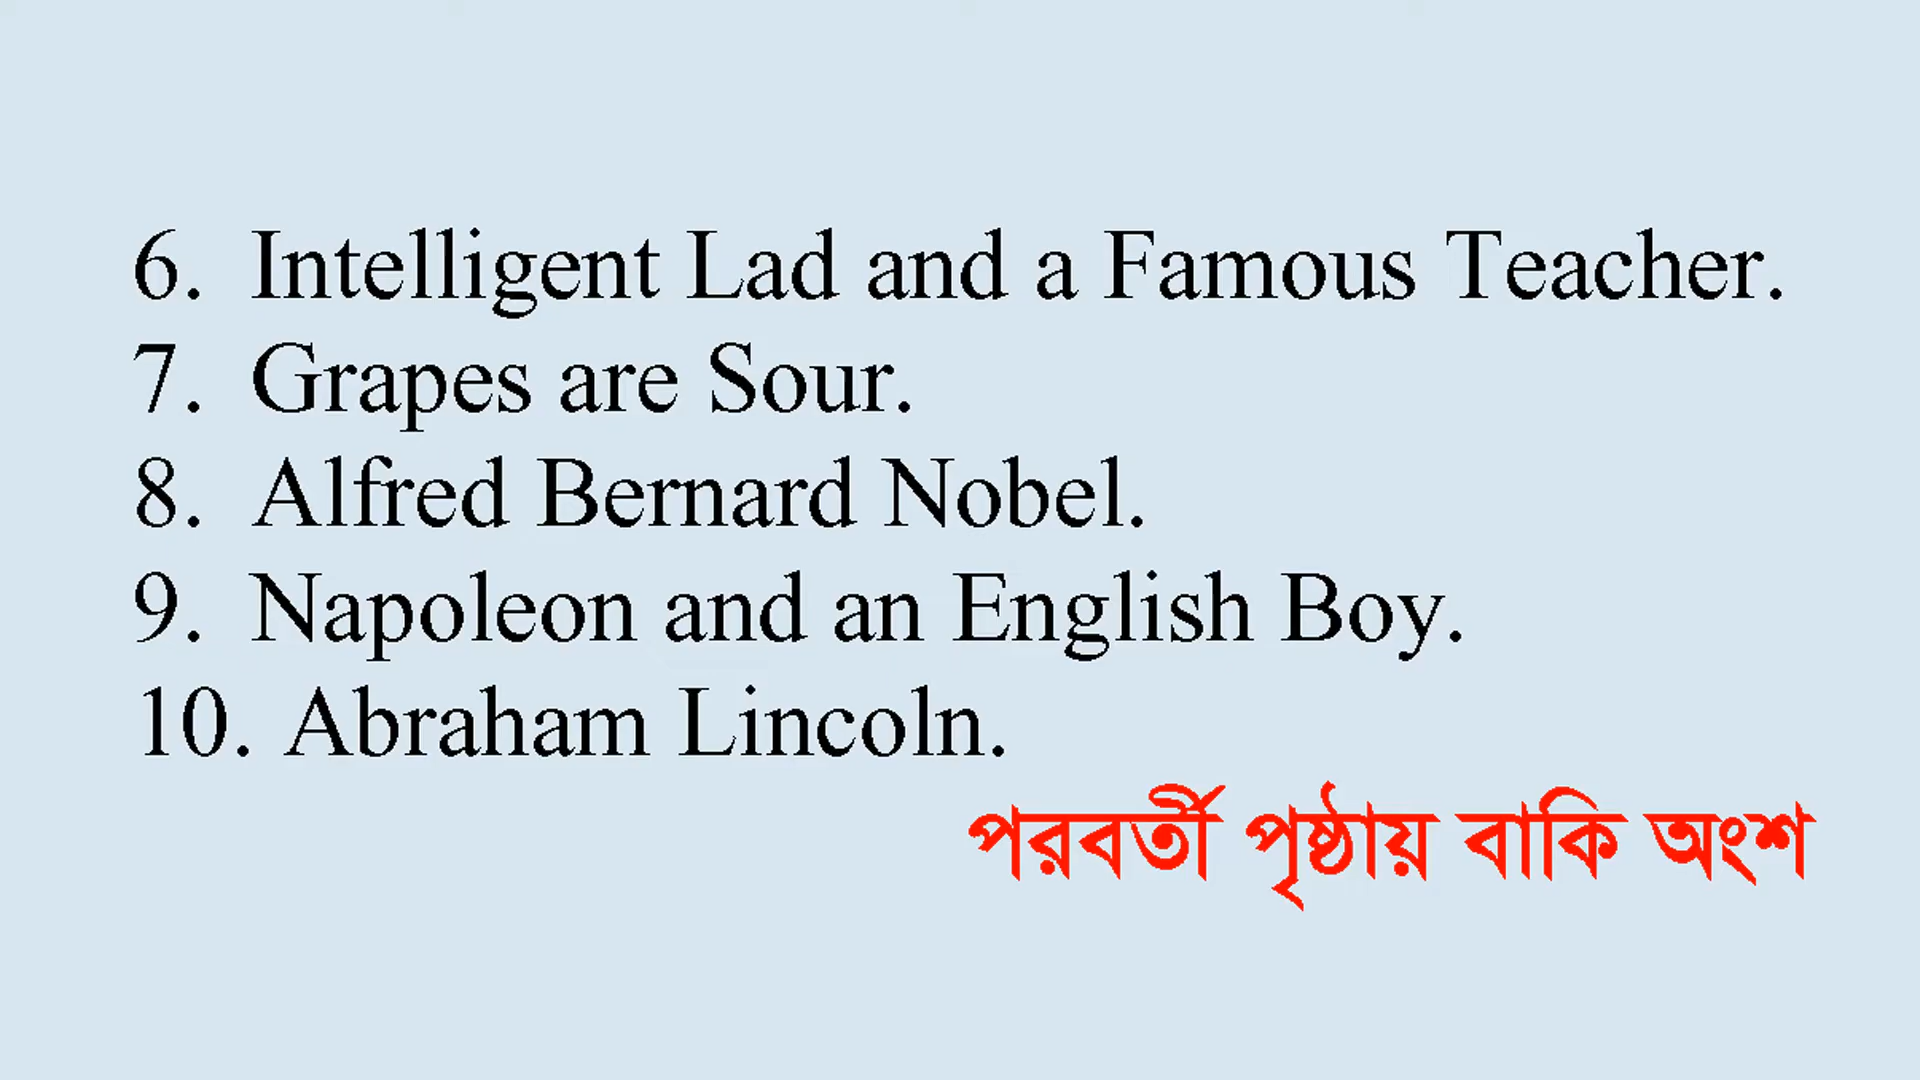 6. Intelligent Lad and a Famous Teacher.
7. Grapes are Sour.
8. Alfred Bernard Nobel.
9. Napoleon and an English Boy.
10. Abraham Lincoln.
পরবর্তী পৃষ্ঠায় বাকি অংশ